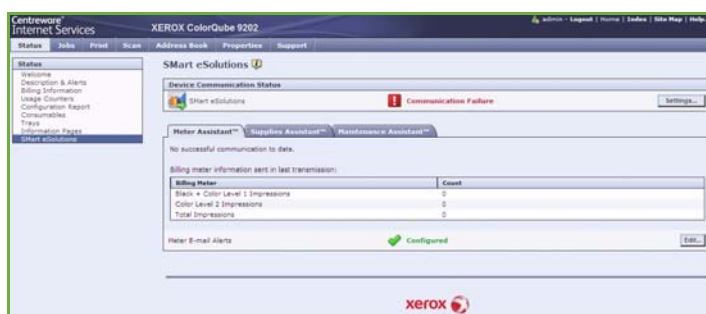 Centreware®
Internet Services
XEROX ColorQube 9202
admin - Logout | Home | Index | Site Map | Help
Status Jobs Print Scan Address Book Properties Support
Status
Welcome
Description & Alerts
Billing Information
Usage Counters
Configuration Report
Consumables
Trays
Information Pages
SMart eSolutions
SMart eSolutions
Device Communication Status
SMart eSolutions Communication Failure Settings...
Meter Assistant™ Supplies Assistant™ Maintenance Assistant™
No successful communication to date.
Billing meter information sent in last transmission:
Billing Meter Count
Black + Color Level 1 Impressions 0
Color Level 2 Impressions 0
Total Impressions 0
Meter E-mail Alerts Configured Edit...
xerox